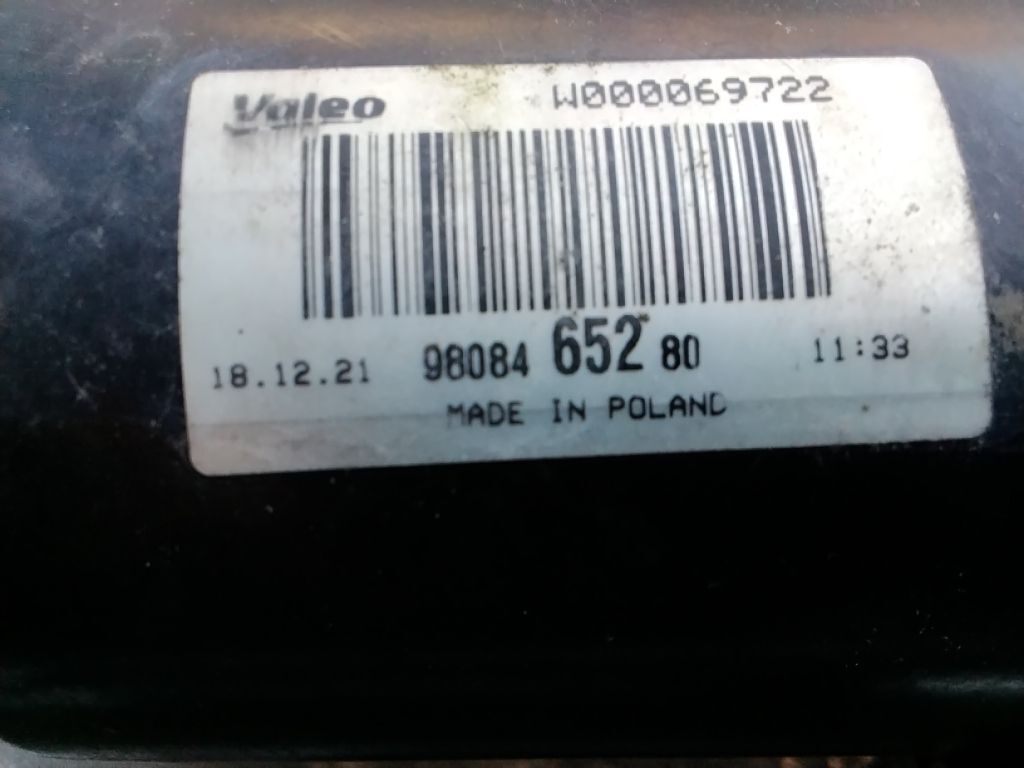 Valeo W000069722
18.12.21 98084 652 80 11:33
MADE IN POLAND